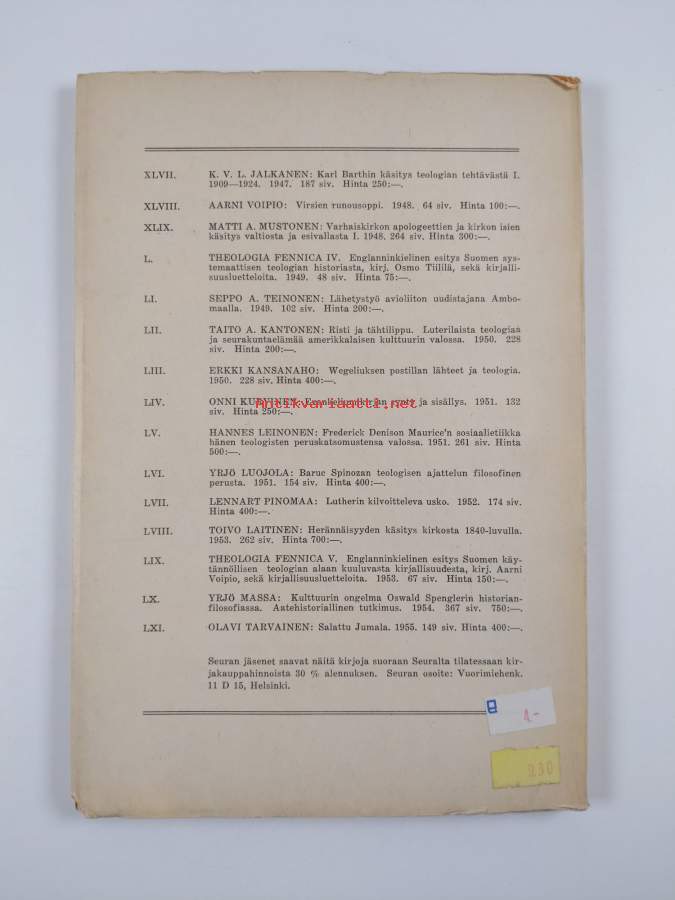 XLVII. K. V. L. JALKANEN: Karl Barthin käsitys teologian tehtävästä I.
1909—1924. 1947. 187 siv. Hinta 250:—.
XLVIII. AARNI VOIPIO: Virsien runousoppi. 1948. 64 siv. Hinta 100:—.
XLIX. MATTI A. MUSTONEN: Varhaiskirkon apologeettien ja kirkon isien
käsitys valtiosta ja esivallasta I. 1948. 264 siv. Hinta 300:—.
L. THEOLOGIA FENNICA IV. Englanninkielinen esitys Suomen sys-
temaattisen teologian historiasta, kirj. Osmo Tiililä, sekä kirjalli-
suusluetteloita. 1949. 48 siv. Hinta 75:—.
LI. SEPPO A. TEINONEN: Lähetystyö avioliiton uudistajana Ambo-
maalla. 1949. 102 siv. Hinta 200:—.
LII. TAITO A. KANTONEN: Risti ja tähtilippu. Luterilaista teologiaa
ja seurakuntaelämää amerikkalaisen kulttuurin valossa. 1950. 228
siv. Hinta 200:—.
LIII. ERKKI KANSANAHO: Wegeliuksen postillan lähteet ja teologia.
1950. 228 siv. Hinta 400:—.
LIV. ONNI KURVINEN: Evankeliumikirjan synty ja sisällys. 1951. 132
Antikvariaatti.net
siv. Hinta 250:—.
LV. HANNES LEINONEN: Frederick Denison Maurice'n sosiaalietiikka
hänen teologisten peruskatsomustensa valossa. 1951. 261 siv. Hinta
500:—.
LVI. YRJÖ LUOJOLA: Baruc Spinozan teologisen ajattelun filosofinen
perusta. 1951. 154 siv. Hinta 400:—.
LVII. LENNART PINOMAA: Lutherin kilvoitteleva usko. 1952. 174 siv.
Hinta 400:—.
LVIII. TOIVO LAITINEN: Herännäisyyden käsitys kirkosta 1840-luvulla.
1953. 262 siv. Hinta 700:—.
LIX. THEOLOGIA FENNICA V. Englanninkielinen esitys Suomen käy-
tännöllisen teologian alaan kuuluvasta kirjallisuudesta, kirj. Aarni
Voipio, sekä kirjallisuusluetteloita. 1953. 67 siv. Hinta 150:—.
LX. YRJÖ MASSA: Kulttuurin ongelma Oswald Spenglerin historian-
filosofiassa. Aatehistoriallinen tutkimus. 1954. 367 siv. 750:—.
LXI. OLAVI TARVAINEN: Salattu Jumala. 1955. 149 siv. Hinta 400:—.
Seuran jäsenet saavat näitä kirjoja suoraan Seuralta tilatessaan kir-
jakauppahinnoista 30 % alennuksen. Seuran osoite: Vuorimiehenk.
11 D 15, Helsinki.
4.–